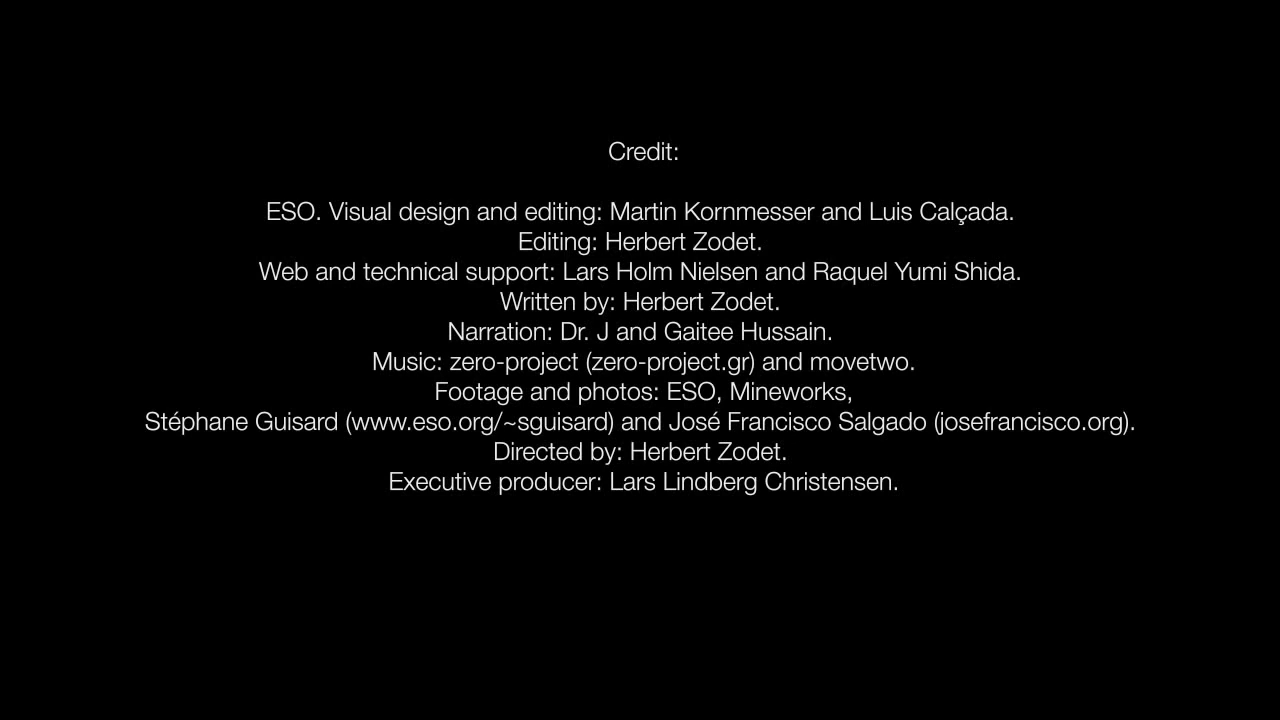 Credit:
ESO. Visual design and editing: Martin Kornmesser and Luis Calçada.
Editing: Herbert Zodet.
Web and technical support: Lars Holm Nielsen and Raquel Yumi Shida.
Written by: Herbert Zodet.
Narration: Dr. J and Gaitee Hussain.
Music: zero-project (zero-project.gr) and movetwo.
Footage and photos: ESO, Mineworks,
Stéphane Guisard (www.eso.org/~sguisard) and José Francisco Salgado (josefrancisco.org).
Directed by: Herbert Zodet.
Executive producer: Lars Lindberg Christensen.